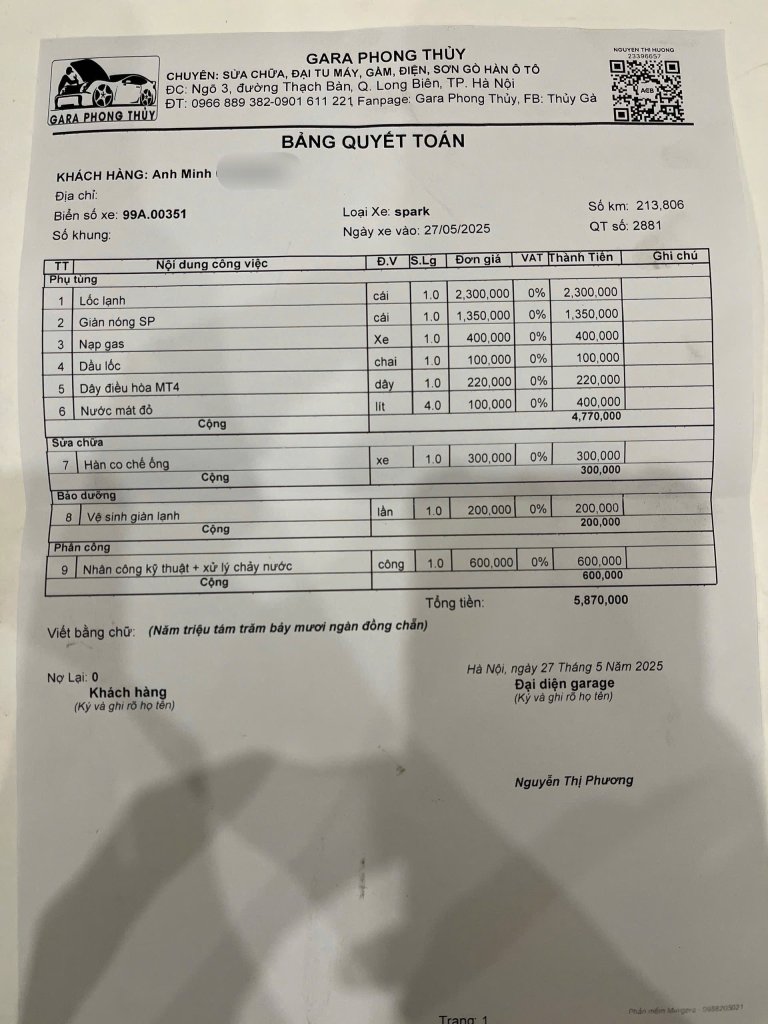 GARA PHONG THỦY
GARA PHONG THỦY
CHUYÊN: SỬA CHỮA, ĐẠI TU MÁY, GẦM, ĐIỆN, SƠN GÒ HÀN Ô TÔ
ĐC: Ngõ 3, đường Thạch Bàn, Q. Long Biên, TP. Hà Nội
ĐT: 0966 889 382-0901 611 221 Fanpage: Gara Phong Thủy, FB: Thủy Gà
NGUYEN THI HUONG
23396657
ACB
BẢNG QUYẾT TOÁN
KHÁCH HÀNG: Anh Minh
Địa chỉ:
Biển số xe: 99A.00351 Loại Xe: spark Số km: 213,806
Số khung: Ngày xe vào: 27/05/2025 QT số: 2881
TT Nội dung công việc Đ.V S.Lg Đơn giá VAT Thành Tiền Ghi chú
Phụ tùng
1 Lốc lạnh cái 1.0 2,300,000 0% 2,300,000
2 Giàn nóng SP cái 1.0 1,350,000 0% 1,350,000
3 Nạp gas Xe 1.0 400,000 0% 400,000
4 Dầu lốc chai 1.0 100,000 0% 100,000
5 Dây điều hòa MT4 dây 1.0 220,000 0% 220,000
6 Nước mát đỏ lít 4.0 100,000 0% 400,000
Cộng 4,770,000
Sửa chữa
7 Hàn co chế ống xe 1.0 300,000 0% 300,000
Cộng 300,000
Bảo dưỡng
8 Vệ sinh giàn lạnh lần 1.0 200,000 0% 200,000
Cộng 200,000
Phần công
9 Nhân công kỹ thuật + xử lý chảy nước công 1.0 600,000 0% 600,000
Cộng 600,000
Tổng tiền: 5,870,000
Viết bằng chữ: (Năm triệu tám trăm bảy mươi ngàn đồng chẵn)
Nợ Lại: 0 Hà Nội, ngày 27 Tháng 5 Năm 2025
Khách hàng Đại diện garage
(Ký và ghi rõ họ tên) (Ký và ghi rõ họ tên)
Nguyễn Thị Phương
Trang: 1
Phần mềm